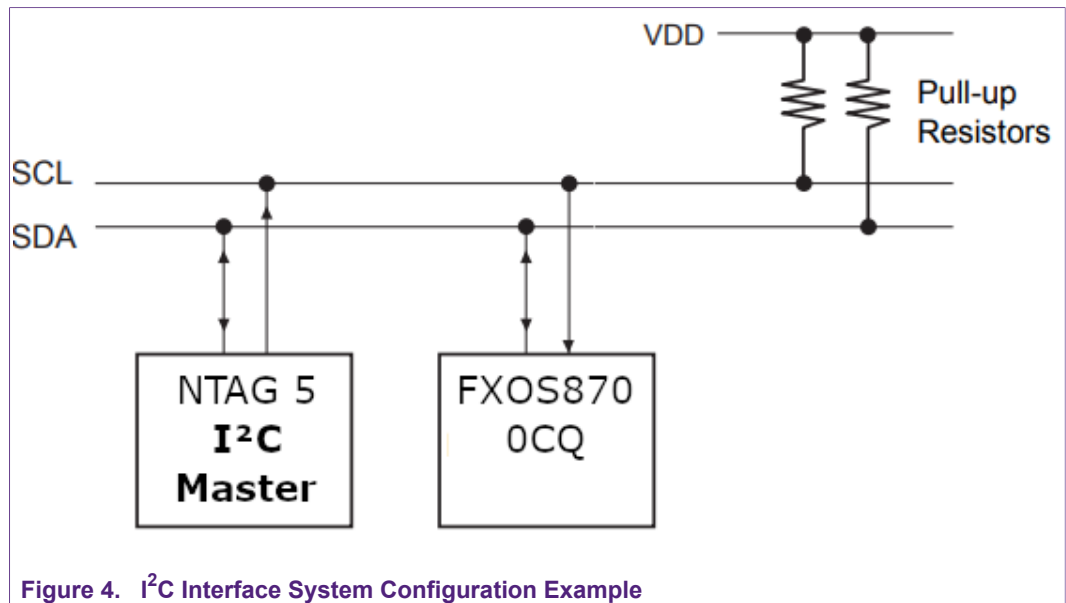 VDD
Pull-up
Resistors
SCL
SDA
NTAG 5
I²C
Master
FXOS870
0CQ
Figure 4. I²C Interface System Configuration Example